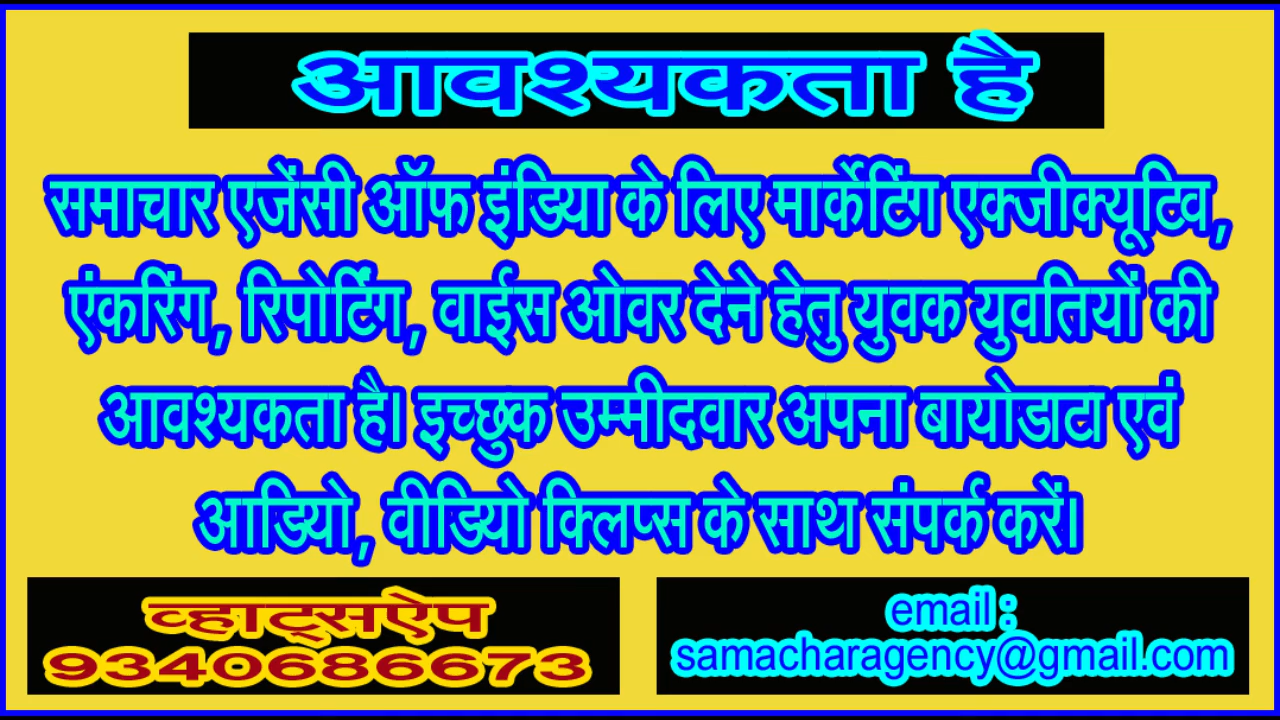 आवश्यकता है
समाचार एजेंसी ऑफ इंडिया के लिए मार्केटिंग एक्जीक्यूटिव,
एंकरिंग, रिपोर्टिंग, वाईस ओवर देने हेतु युवक युवतियों की
आवश्यकता है। इच्छुक उम्मीदवार अपना बायोडाटा एवं
आडियो, वीडियो क्लिप्स के साथ संपर्क करें।
व्हाट्सऐप
9340686673
email :
samacharagency@gmail.com